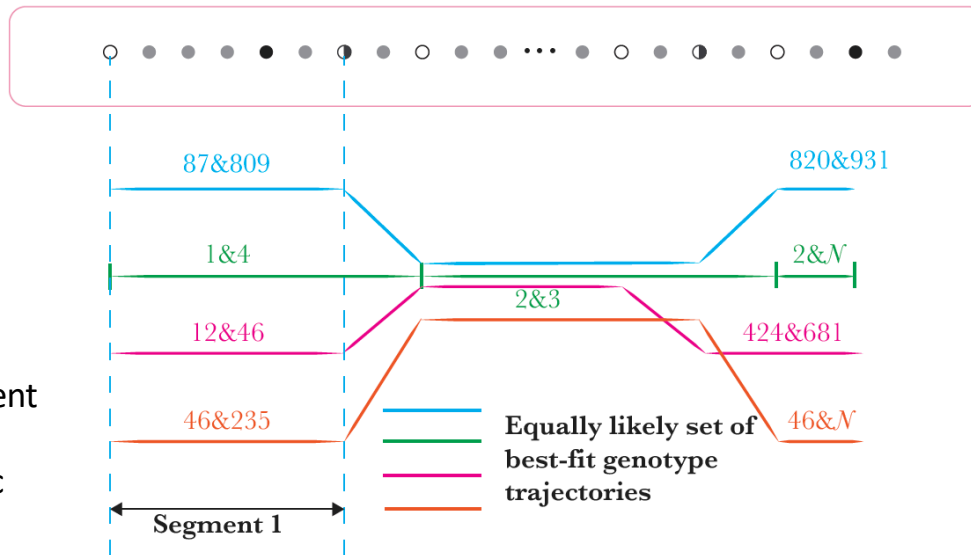 ...
87&809
820&931
1&4
2&N
2&3
12&46
424&681
ent
46&235
46&N
c
Equally likely set of
best-fit genotype
trajectories
Segment 1